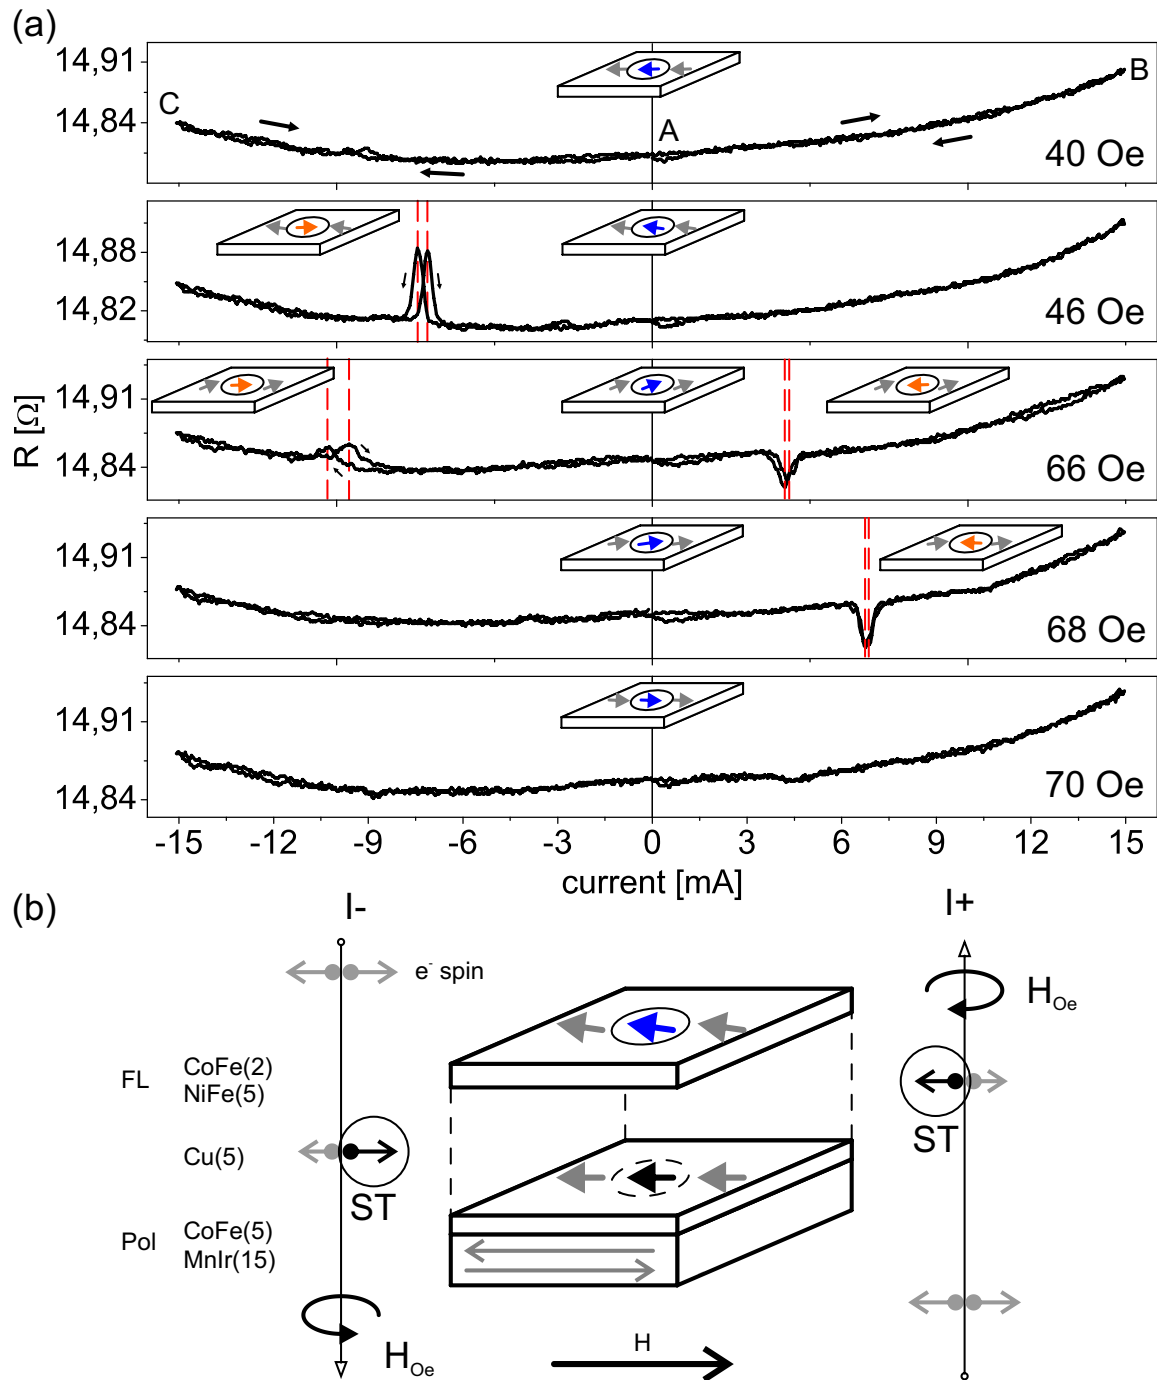 (a)
14,91
14,84
C
A
B
40 Oe
14,88
14,82
46 Oe
14,91
14,84
66 Oe
14,91
14,84
68 Oe
14,91
14,84
70 Oe
R [Ω]
-15 -12 -9 -6 -3 0 3 6 9 12 15
current [mA]
(b)
I-
I+
e⁻ spin
H_Oe
FL CoFe(2)
NiFe(5)
ST
Cu(5)
ST
Pol CoFe(5)
MnIr(15)
H_Oe
H